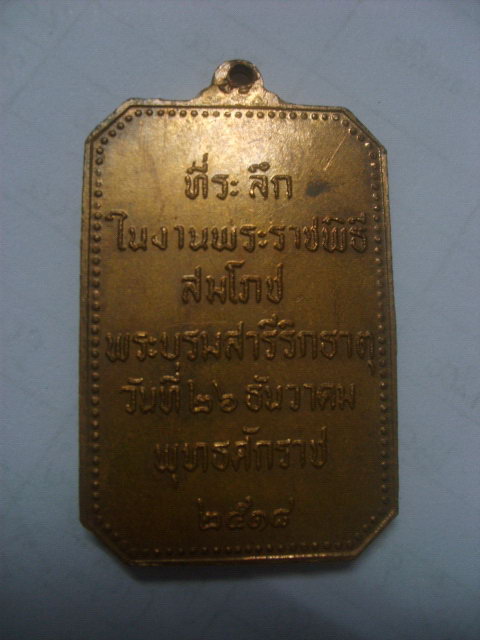 ที่ระลึก
ในงานพระราชพิธี
สมโภช
พระบรมสารีริกธาตุ
วันที่ ๒๖ ธันวาคม
พุทธศักราช
๒๕๑๘